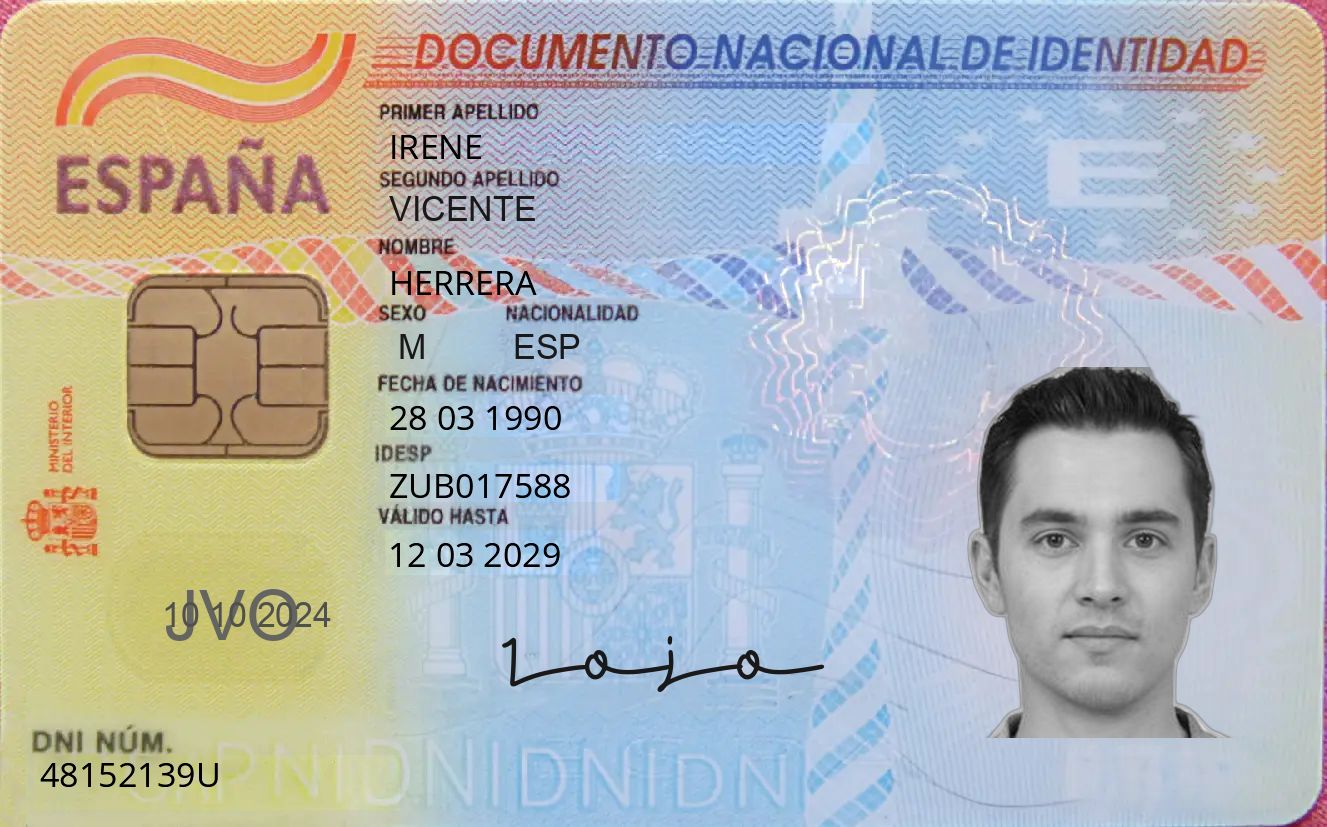 DOCUMENTO NACIONAL DE IDENTIDAD
ESPAÑA
PRIMER APELLIDO
IRENE
SEGUNDO APELLIDO
VICENTE
NOMBRE
HERRERA
SEXO NACIONALIDAD
M ESP
FECHA DE NACIMIENTO
28 03 1990
IDESP
ZUB017588
VÁLIDO HASTA
12 03 2029
MINISTERIO
DEL INTERIOR
E
10 10 2024
JVO
DNI NÚM.
48152139U
DNIDNIDNIDNI